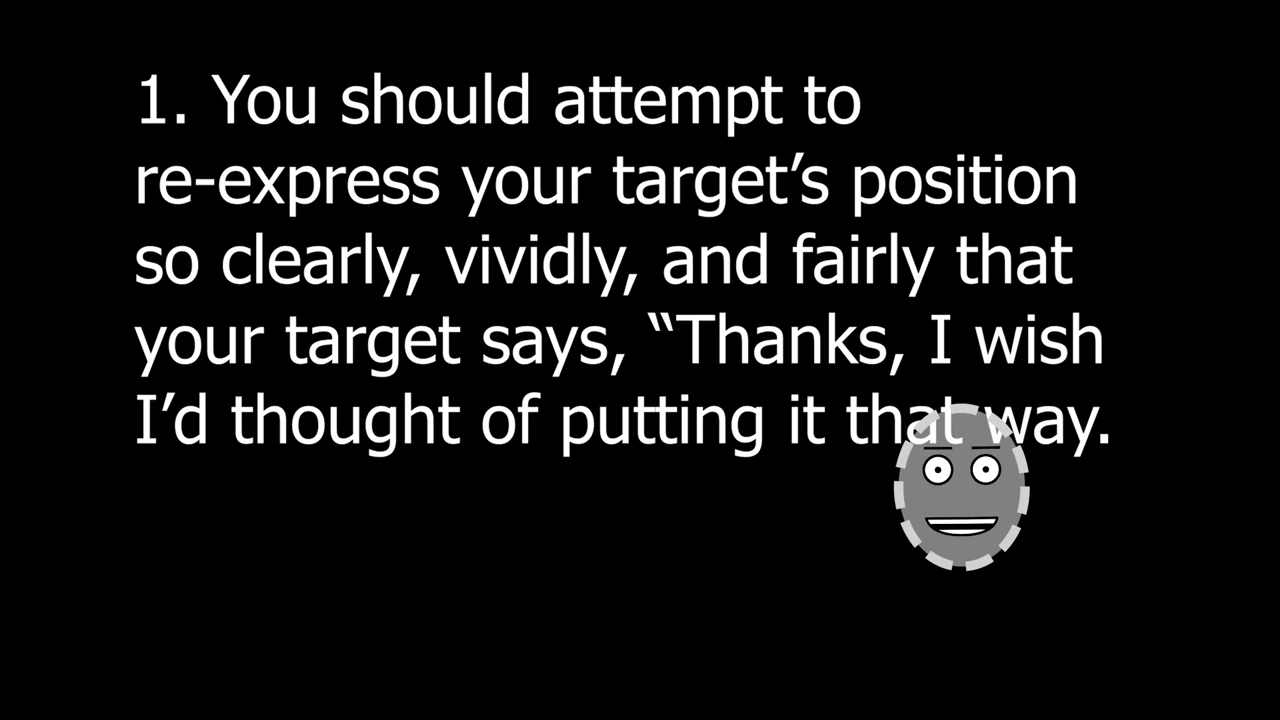 1. You should attempt to
re-express your target’s position
so clearly, vividly, and fairly that
your target says, “Thanks, I wish
I’d thought of putting it that way.